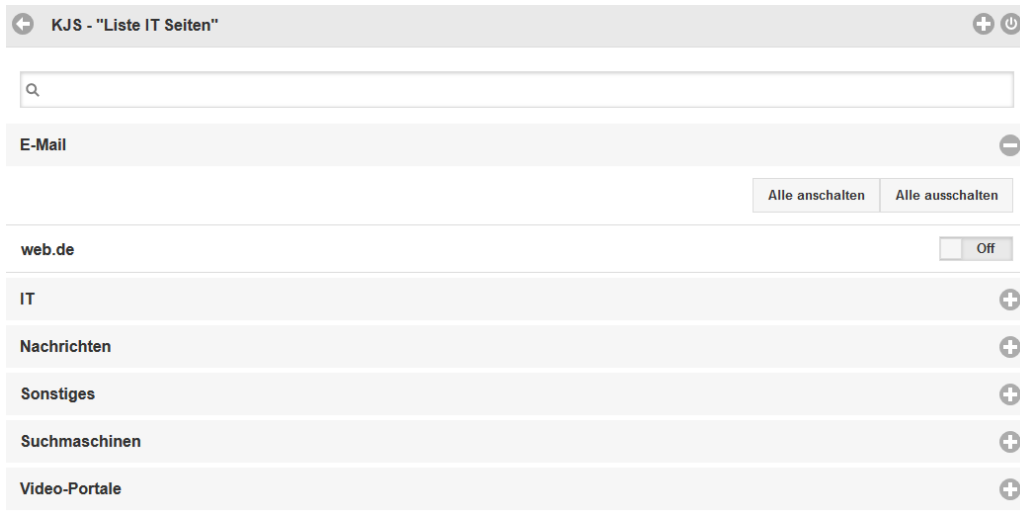 KJS - "Liste IT Seiten"
E-Mail
Alle anschalten Alle ausschalten
web.de Off
IT
Nachrichten
Sonstiges
Suchmaschinen
Video-Portale